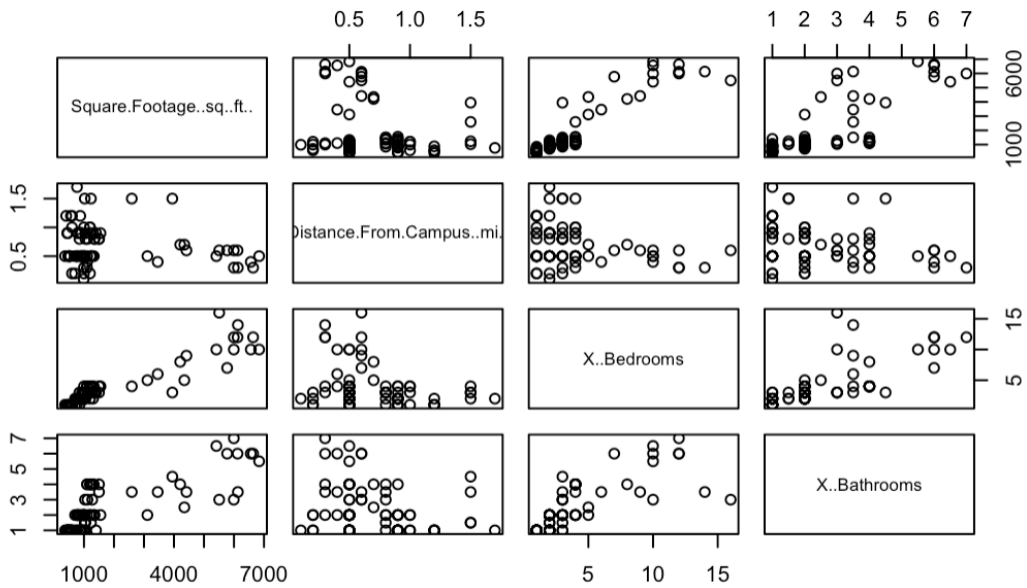 0.5 1.0 1.5
1 2 3 4 5 6 7
Square.Footage..sq..ft..
1000 6000
0.5 1.5
Distance.From.Campus..mi.
X..Bedrooms
5 15
1 3 5 7
X..Bathrooms
1000 4000 7000
5 10 15